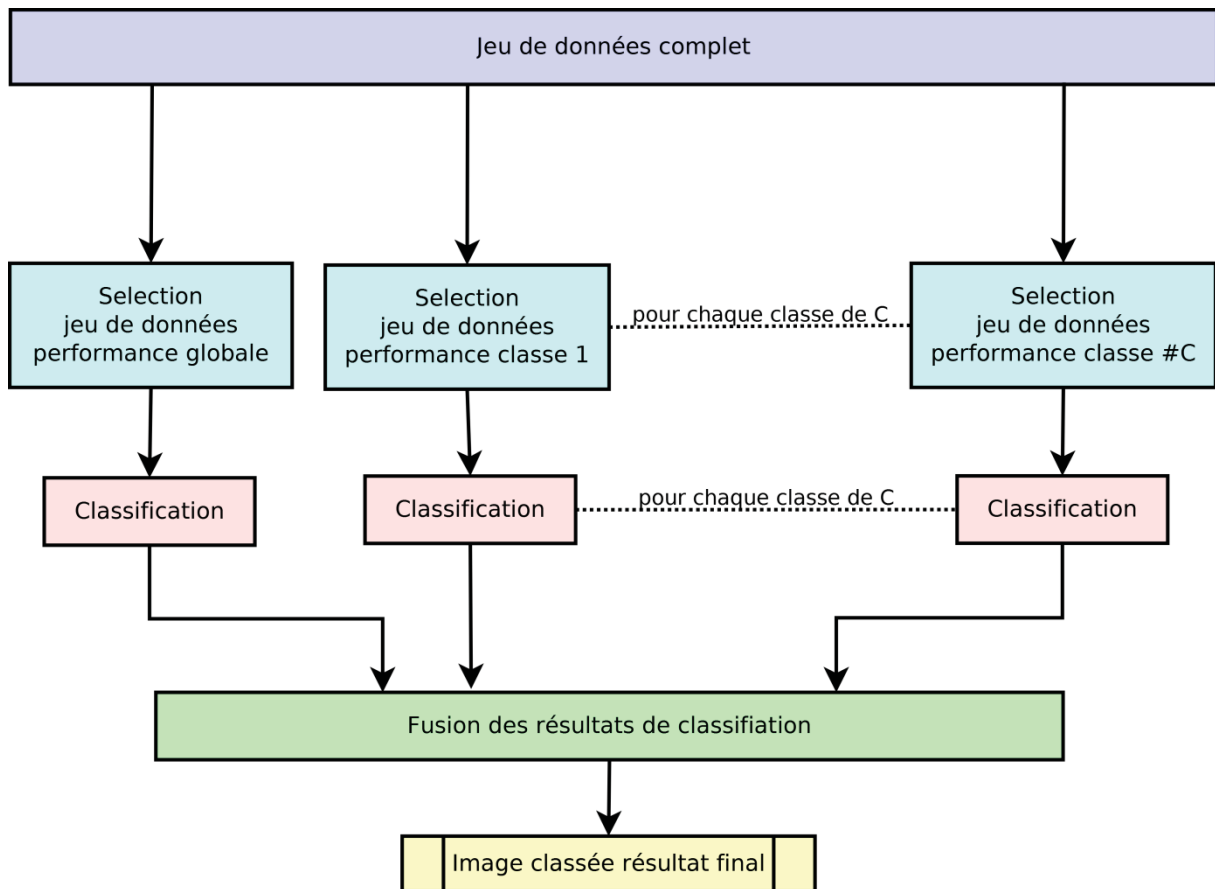 Jeu de données complet
Selection
jeu de données
performance globale
Selection
jeu de données
performance classe 1
pour chaque classe de C
Selection
jeu de données
performance classe #C
Classification
Classification
pour chaque classe de C
Classification
Fusion des résultats de classifiation
Image classée résultat final